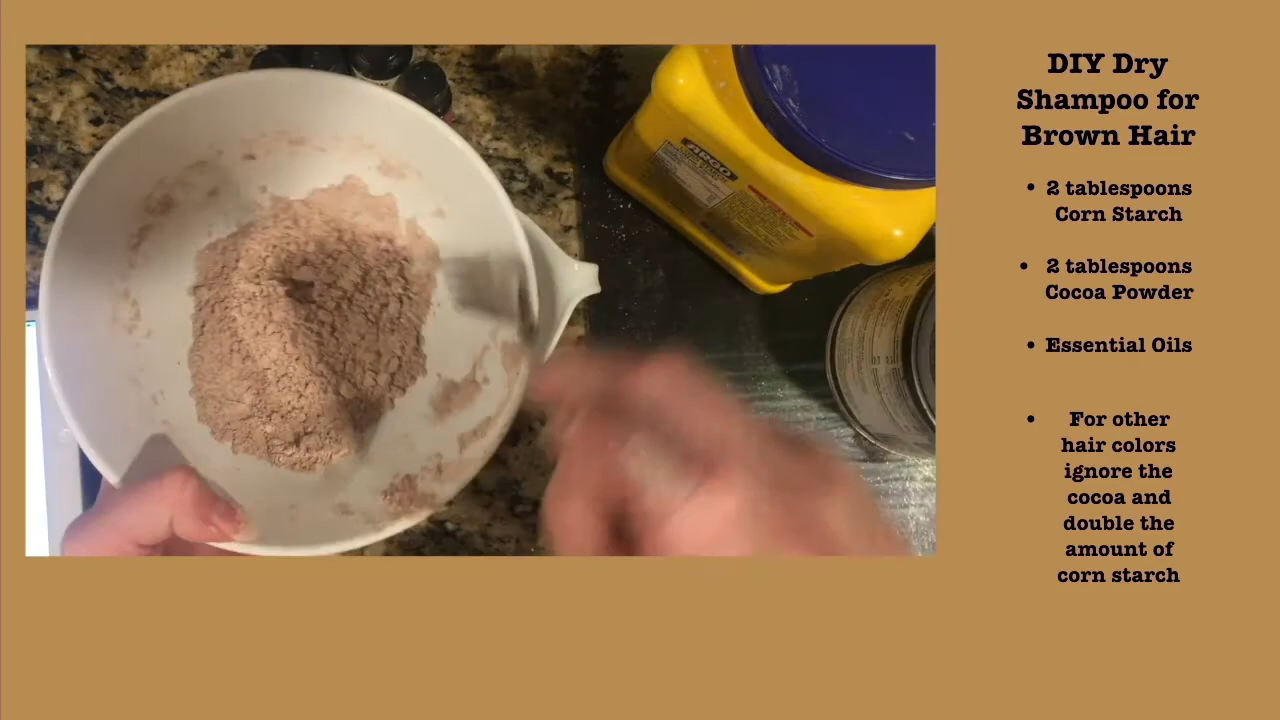 DIY Dry
Shampoo for
Brown Hair
• 2 tablespoons
Corn Starch
• 2 tablespoons
Cocoa Powder
• Essential Oils
• For other
hair colors
ignore the
cocoa and
double the
amount of
corn starch
ARGO